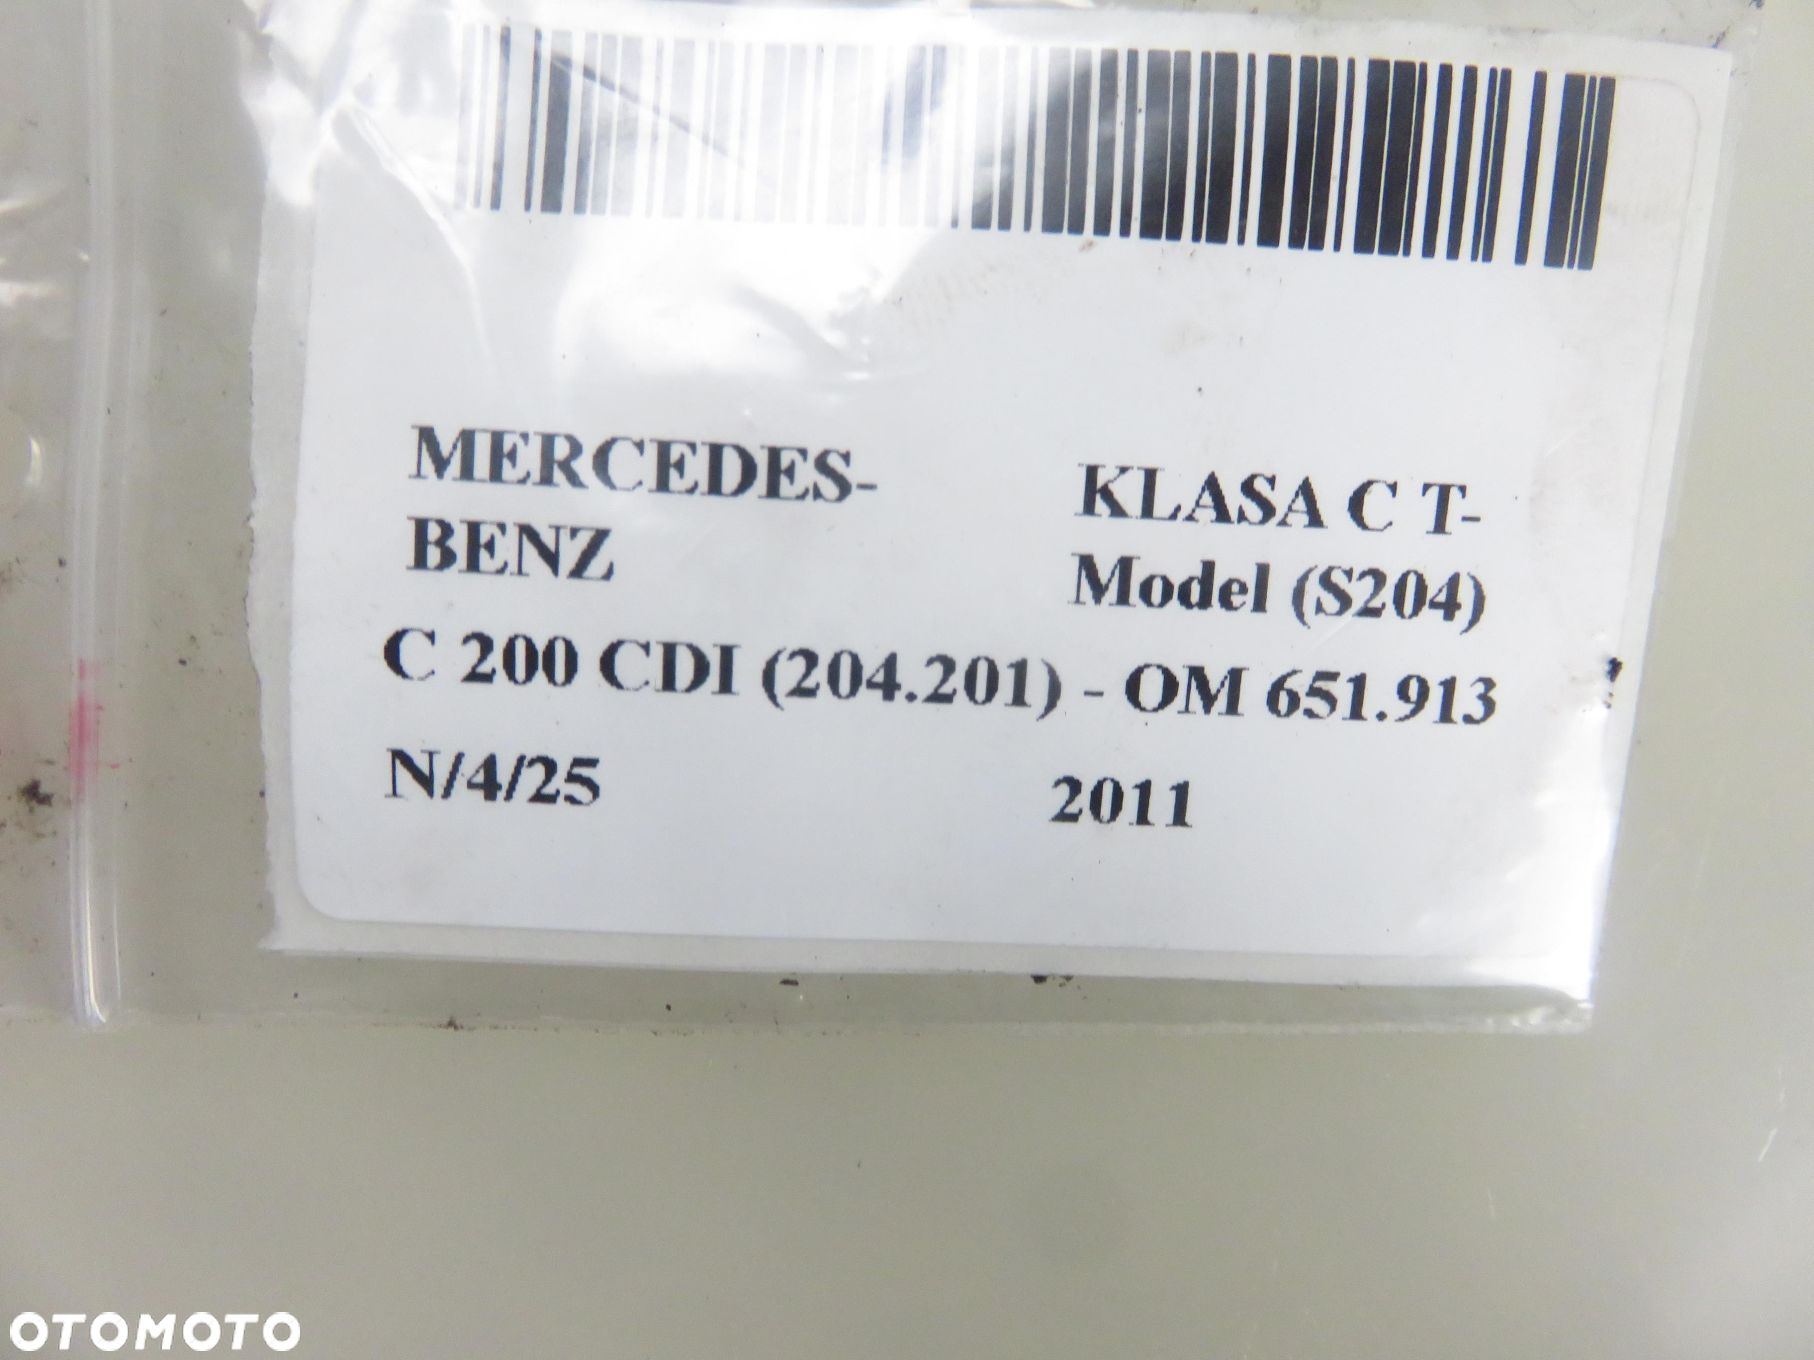 MERCEDES-
BENZ
KLASA C T-
Model (S204)
C 200 CDI (204.201) - OM 651.913
N/4/25
2011
OTOMOTO